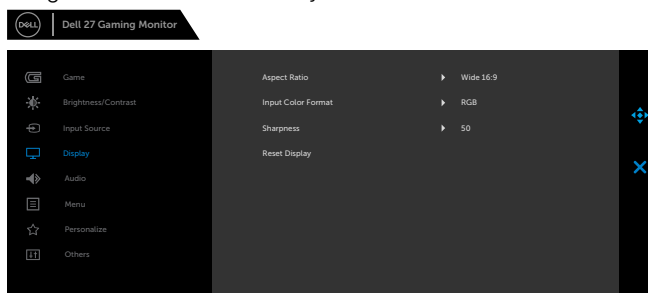 DELL
Dell 27 Gaming Monitor
Game
Aspect Ratio Wide 16:9
Brightness/Contrast
Input Color Format RGB
Input Source
Sharpness 50
Display
Reset Display
Audio
Menu
Personalize
Others